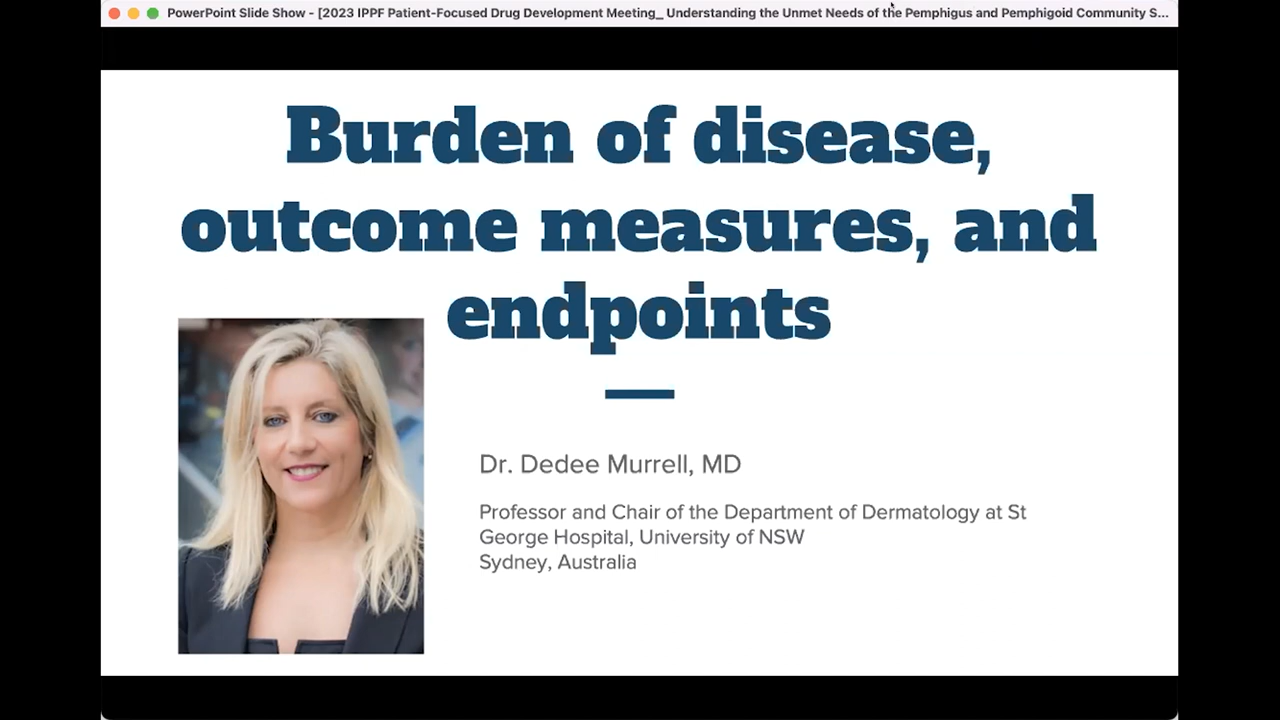 PowerPoint Slide Show - [2023 IPPF Patient-Focused Drug Development Meeting_ Understanding the Unmet Needs of the Pemphigus and Pemphigoid Community S...
Burden of disease,
outcome measures, and
endpoints
Dr. Dedee Murrell, MD
Professor and Chair of the Department of Dermatology at St
George Hospital, University of NSW
Sydney, Australia